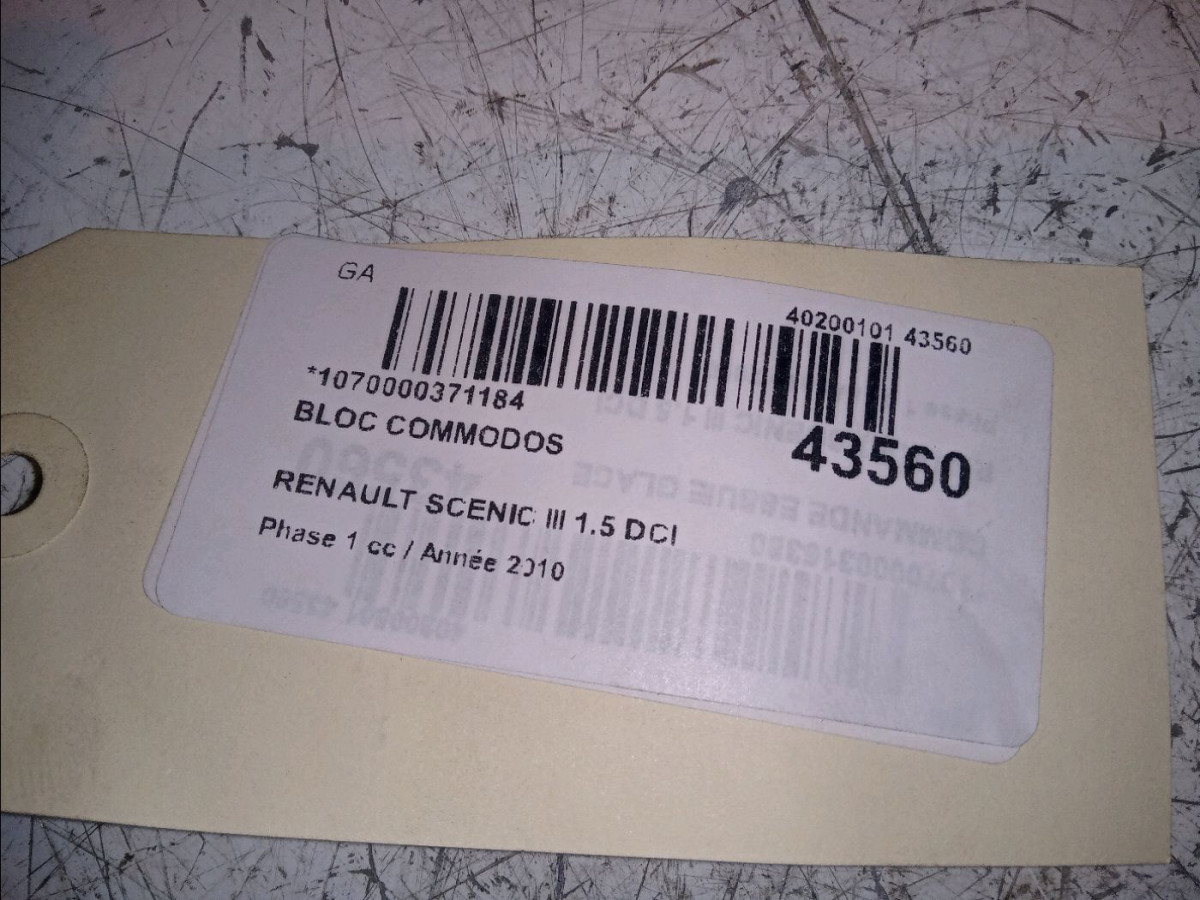 GA
40200101 43560
*1070000371184
BLOC COMMODOS
43560
RENAULT SCENIC III 1.5 DCI
Phase 1 cc / Année 2010